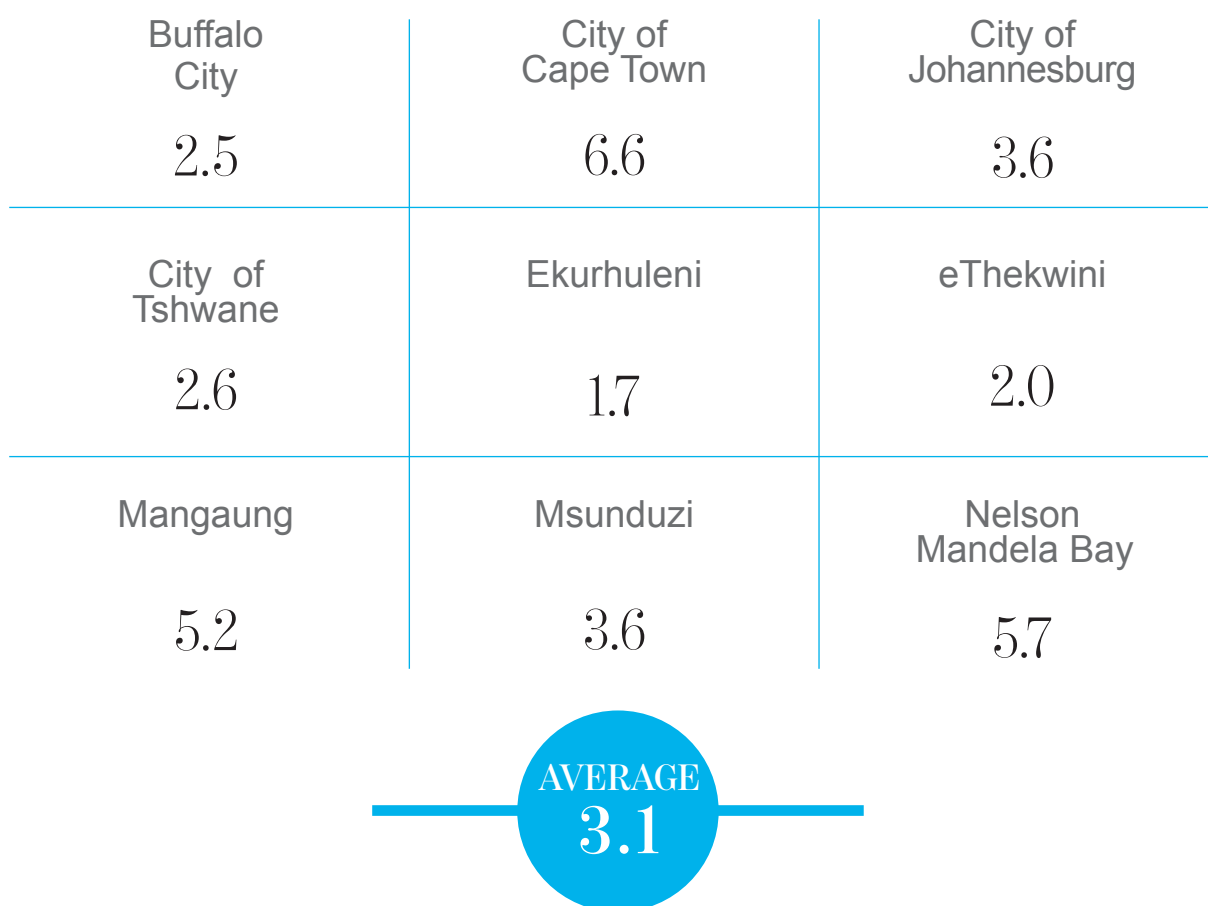 Buffalo
City
2.5
City of
Cape Town
6.6
City of
Johannesburg
3.6
City of
Tshwane
2.6
Ekurhuleni
1.7
eThekwini
2.0
Mangaung
5.2
Msunduzi
3.6
Nelson
Mandela Bay
5.7
AVERAGE
3.1